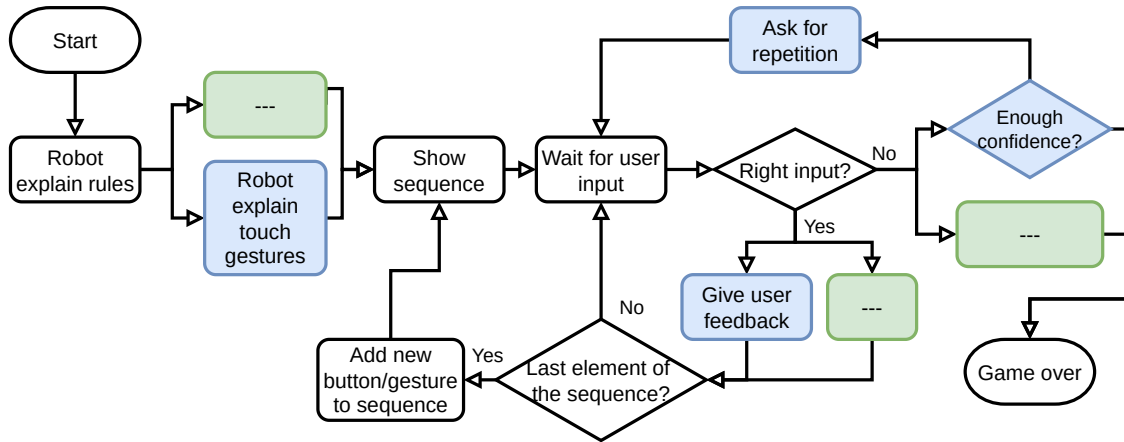 Start
Robot
explain rules
---
Robot
explain
touch
gestures
Show
sequence
Wait for user
input
Ask for
repetition
Right input?
No
Enough
confidence?
---
Yes
Give user
feedback
---
Last element of
the sequence?
No
Yes
Add new
button/gesture
to sequence
Game over